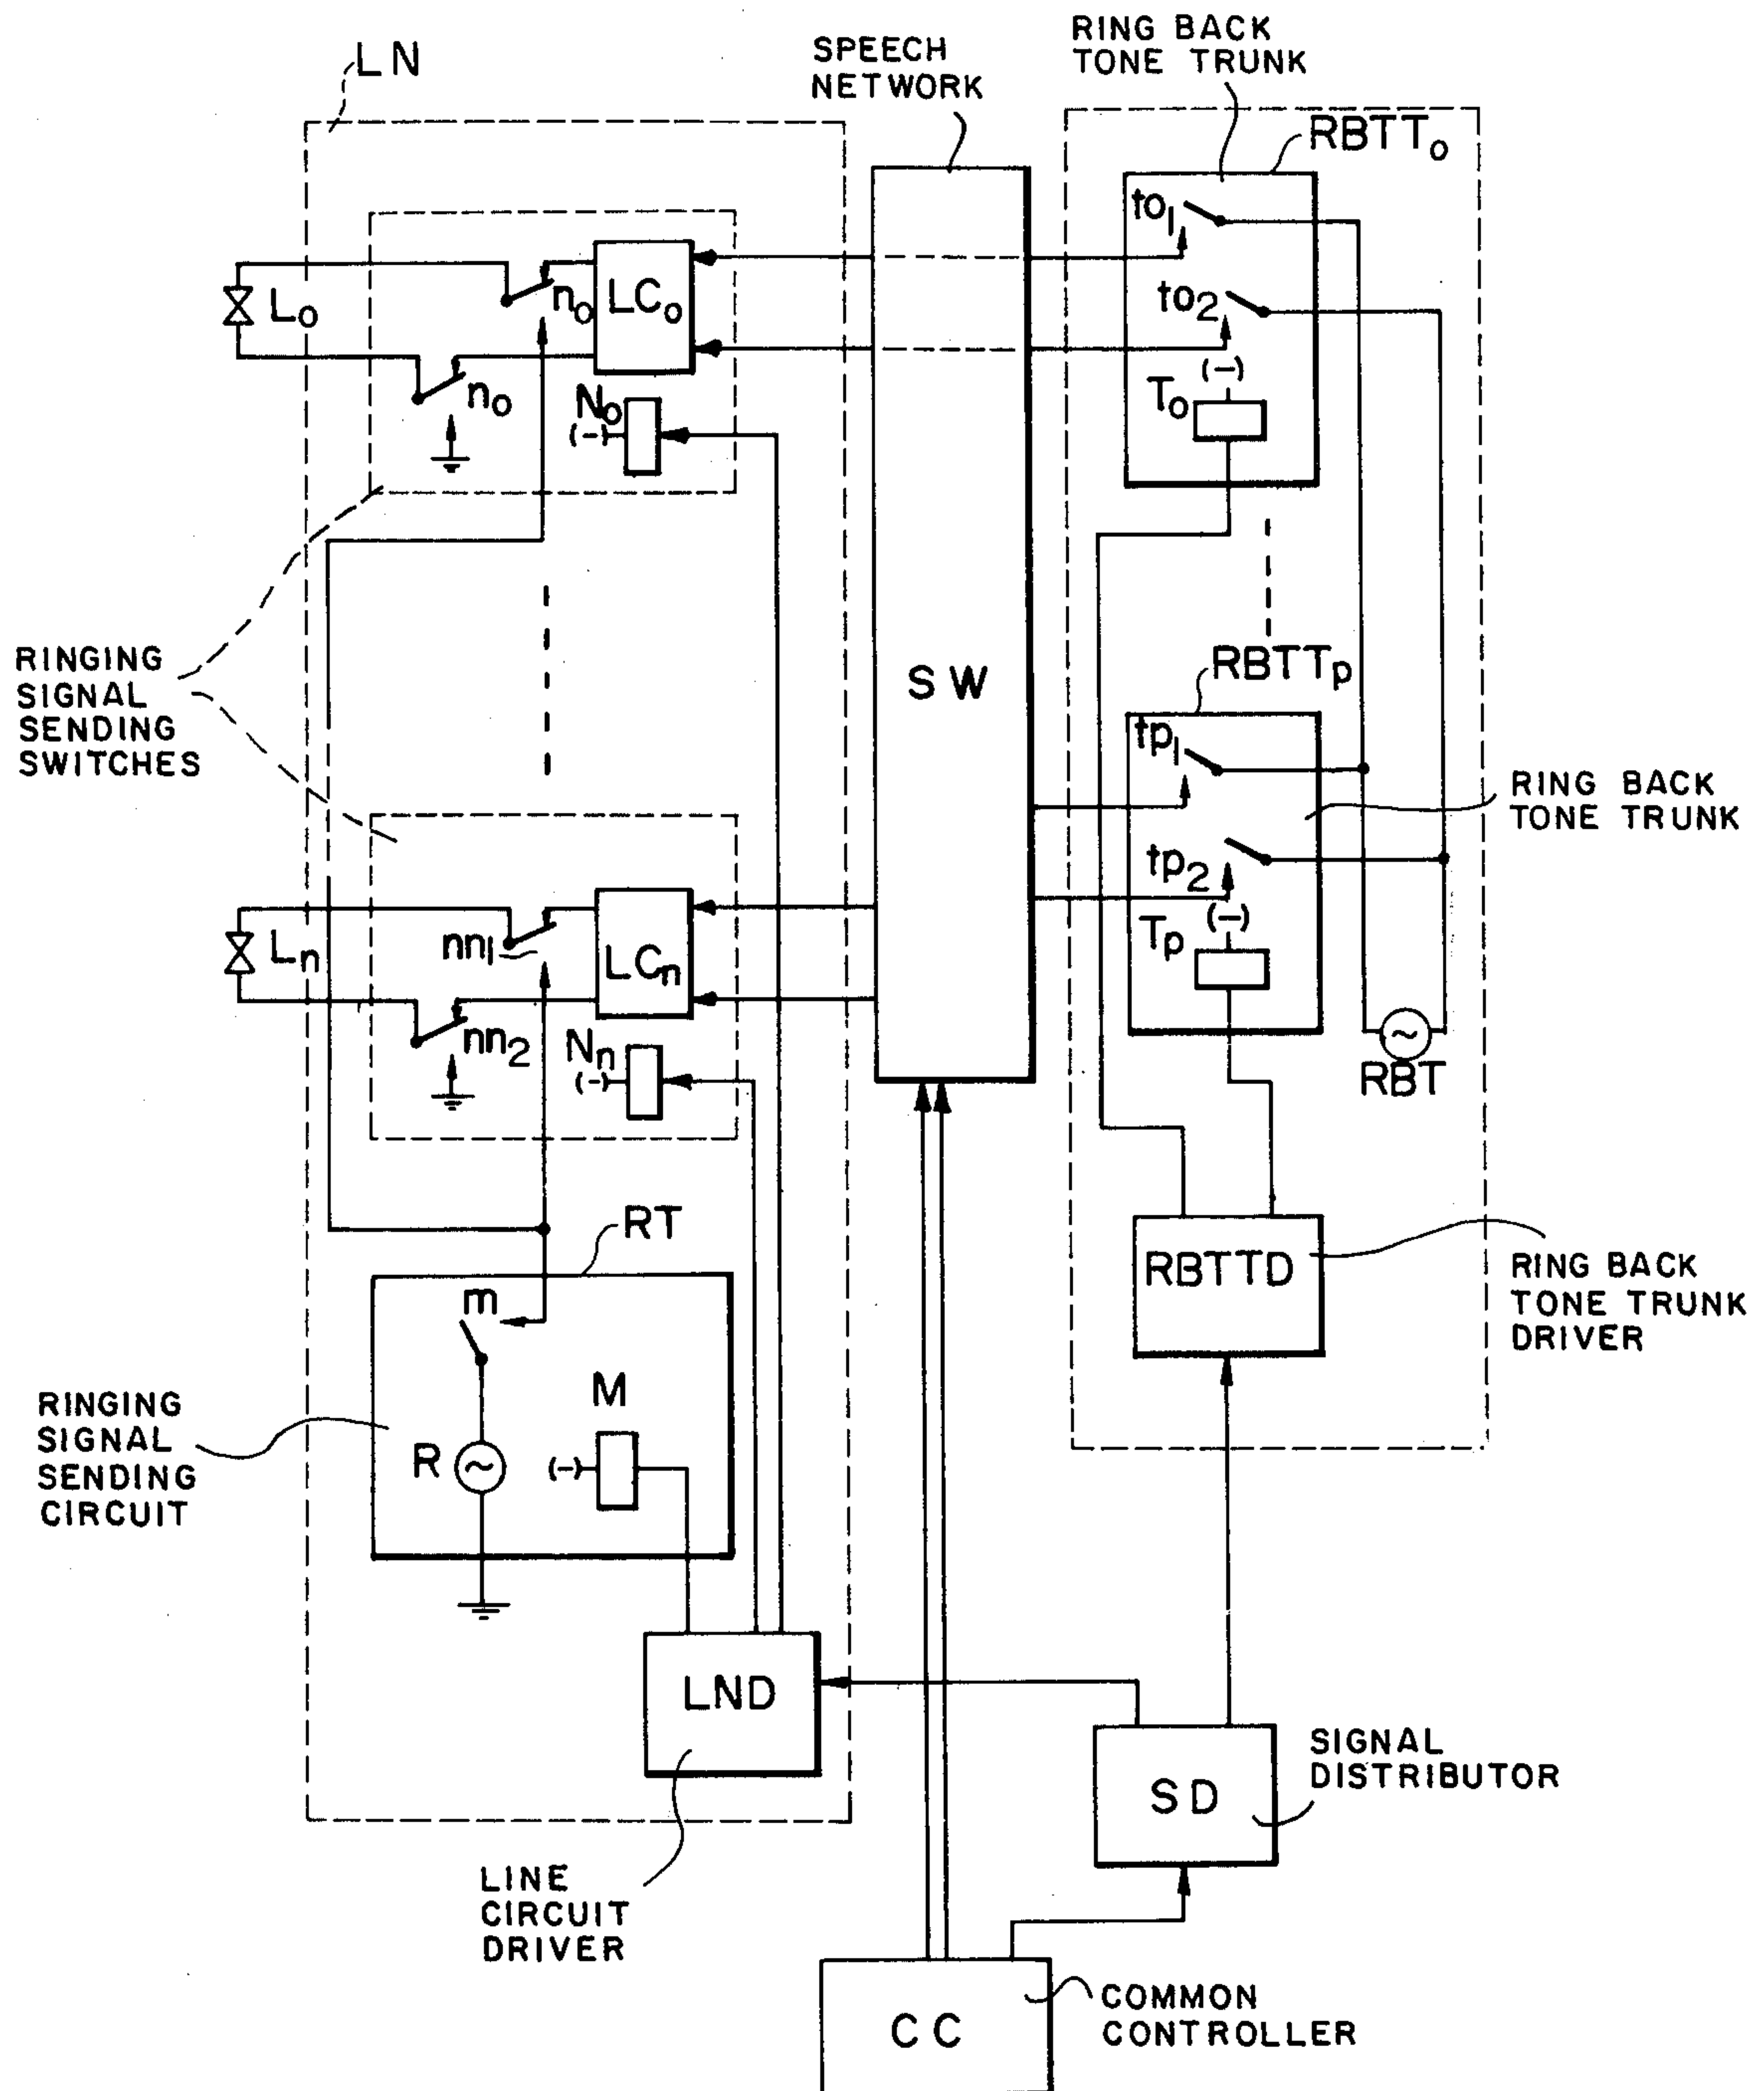 LN
SPEECH
NETWORK
RING BACK
TONE TRUNK
RBTTo
to1
to2
To
(-)
Lo
no
LCo
no
No
(-)
RINGING
SIGNAL
SENDING
SWITCHES
SW
RBTTp
tp1
tp2
Tp
(-)
RING BACK
TONE TRUNK
Ln
nn1
LCn
nn2
Nn
(-)
RBT
RT
m
M
R
(-)
RINGING
SIGNAL
SENDING
CIRCUIT
RBTTD
RING BACK
TONE TRUNK
DRIVER
LND
LINE
CIRCUIT
DRIVER
SD
SIGNAL
DISTRIBUTOR
CC
COMMON
CONTROLLER